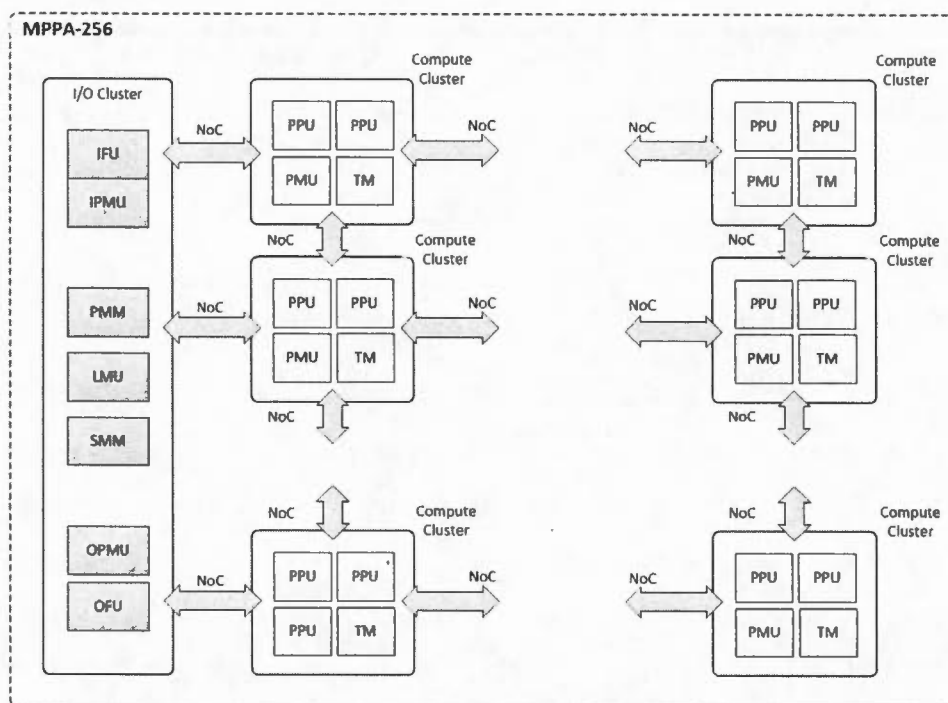 MPPA-256
I/O Cluster
IFU
IPMU
PMM
LMU
SMM
OPMU
OFU
NoC
Compute
Cluster
PPU PPU
PMU TM
NoC
NoC
Compute
Cluster
PPU PPU
PMU TM
NoC
NoC
Compute
Cluster
NoC
PPU PPU
PMU TM
NoC
NoC
NoC
Compute
Cluster
PPU PPU
PMU TM
NoC
NoC
NoC
Compute
Cluster
NoC
PPU PPU
PPU TM
NoC
NoC
Compute
Cluster
NoC
PPU PPU
PMU TM